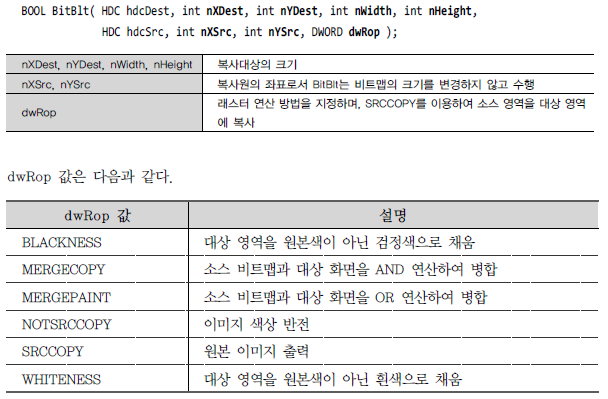 BOOL BitBlt( HDC hdcDest, int nXDest, int nYDest, int nWidth, int nHeight,
HDC hdcSrc, int nXSrc, int nYSrc, DWORD dwRop );
nXDest, nYDest, nWidth, nHeight 복사대상의 크기
nXSrc, nYSrc 복사원의 좌표로서 BitBlt는 비트맵의 크기를 변경하지 않고 수행
dwRop 래스터 연산 방법을 지정하며, SRCCOPY를 이용하여 소스 영역을 대상 영역
에 복사
dwRop 값은 다음과 같다.
dwRop 값 설명
BLACKNESS 대상 영역을 원본색이 아닌 검정색으로 채움
MERGECOPY 소스 비트맵과 대상 화면을 AND 연산하여 병합
MERGEPAINT 소스 비트맵과 대상 화면을 OR 연산하여 병합
NOTSRCCOPY 이미지 색상 반전
SRCCOPY 원본 이미지 출력
WHITENESS 대상 영역을 원본색이 아닌 흰색으로 채움